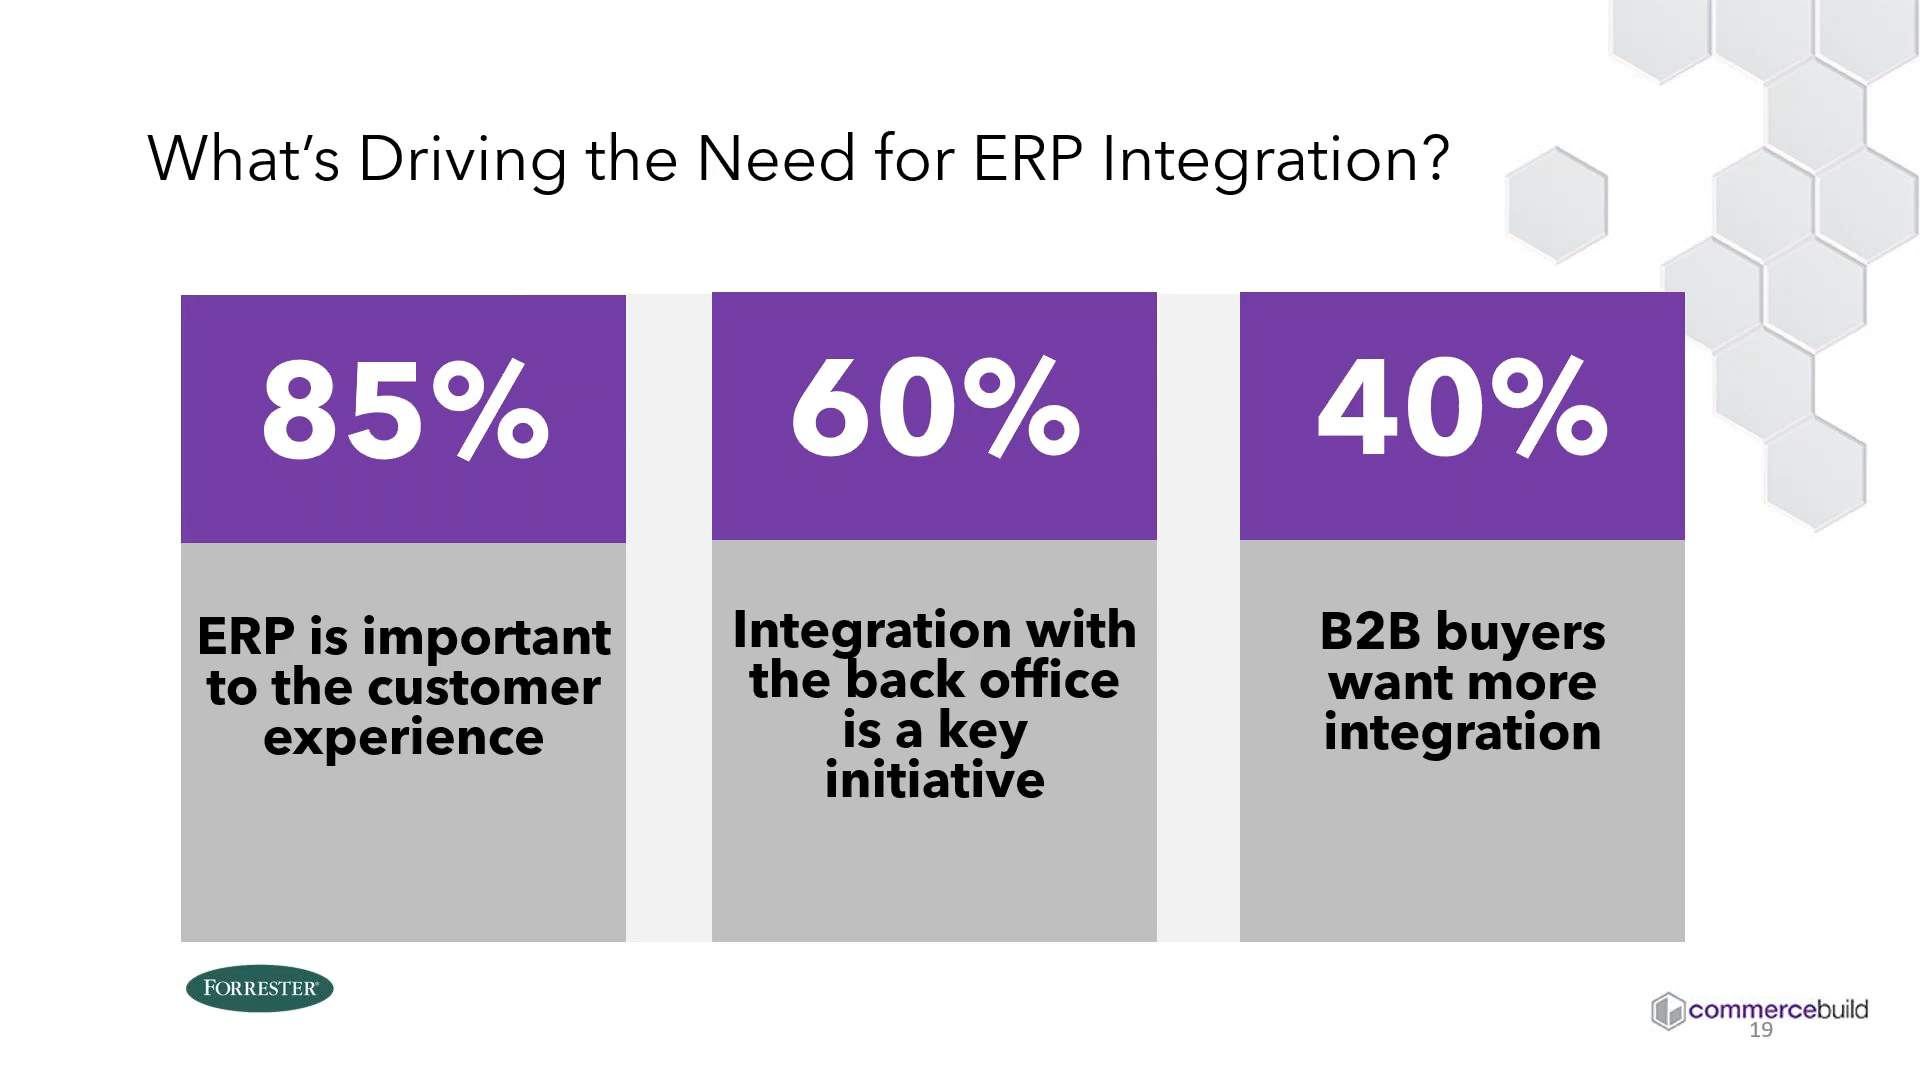 What’s Driving the Need for ERP Integration?
85%
ERP is important
to the customer
experience
60%
Integration with
the back office
is a key
initiative
40%
B2B buyers
want more
integration
FORRESTER®
commercebuild
19